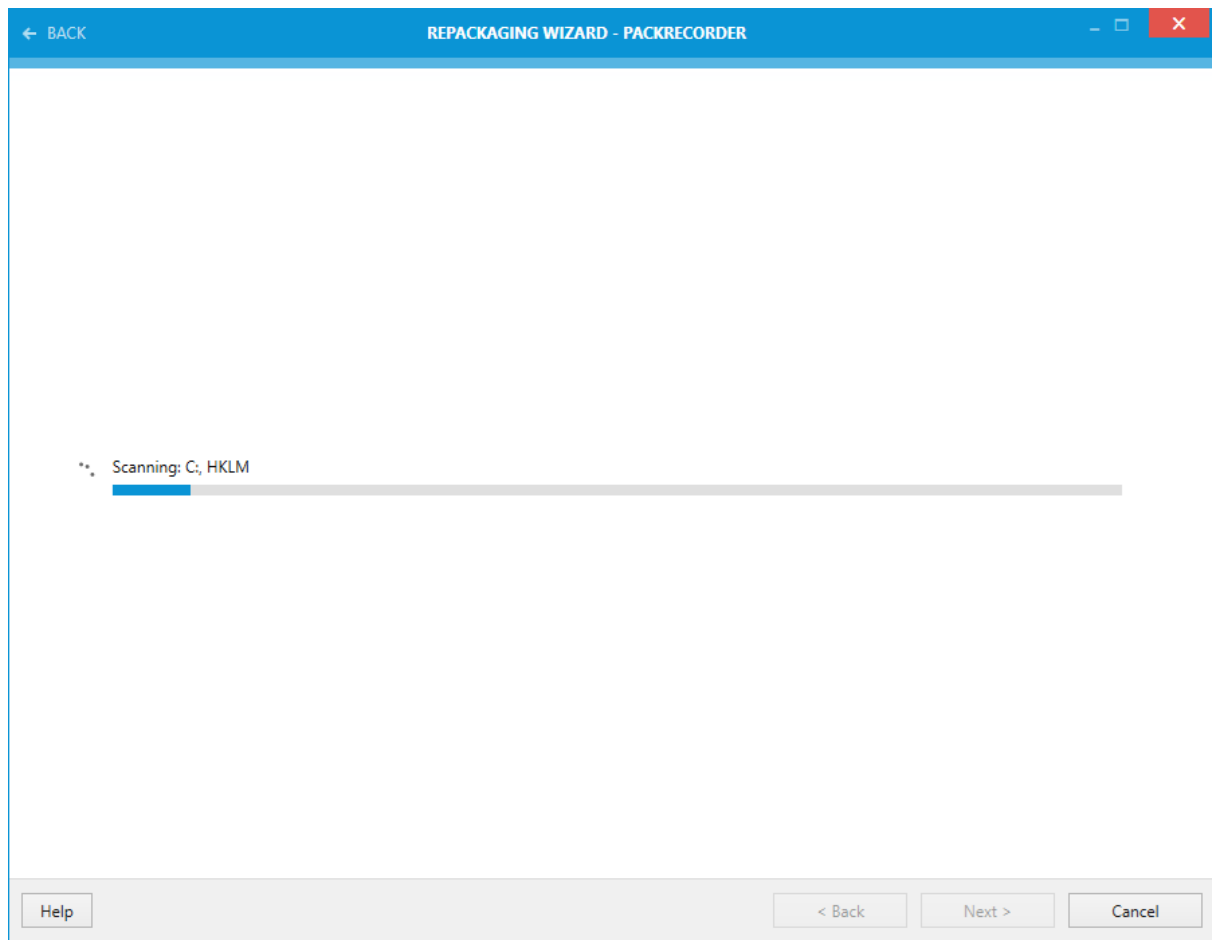 ← BACK
REPACKAGING WIZARD - PACKRECORDER
Scanning: C:, HKLM
Help
< Back
Next >
Cancel